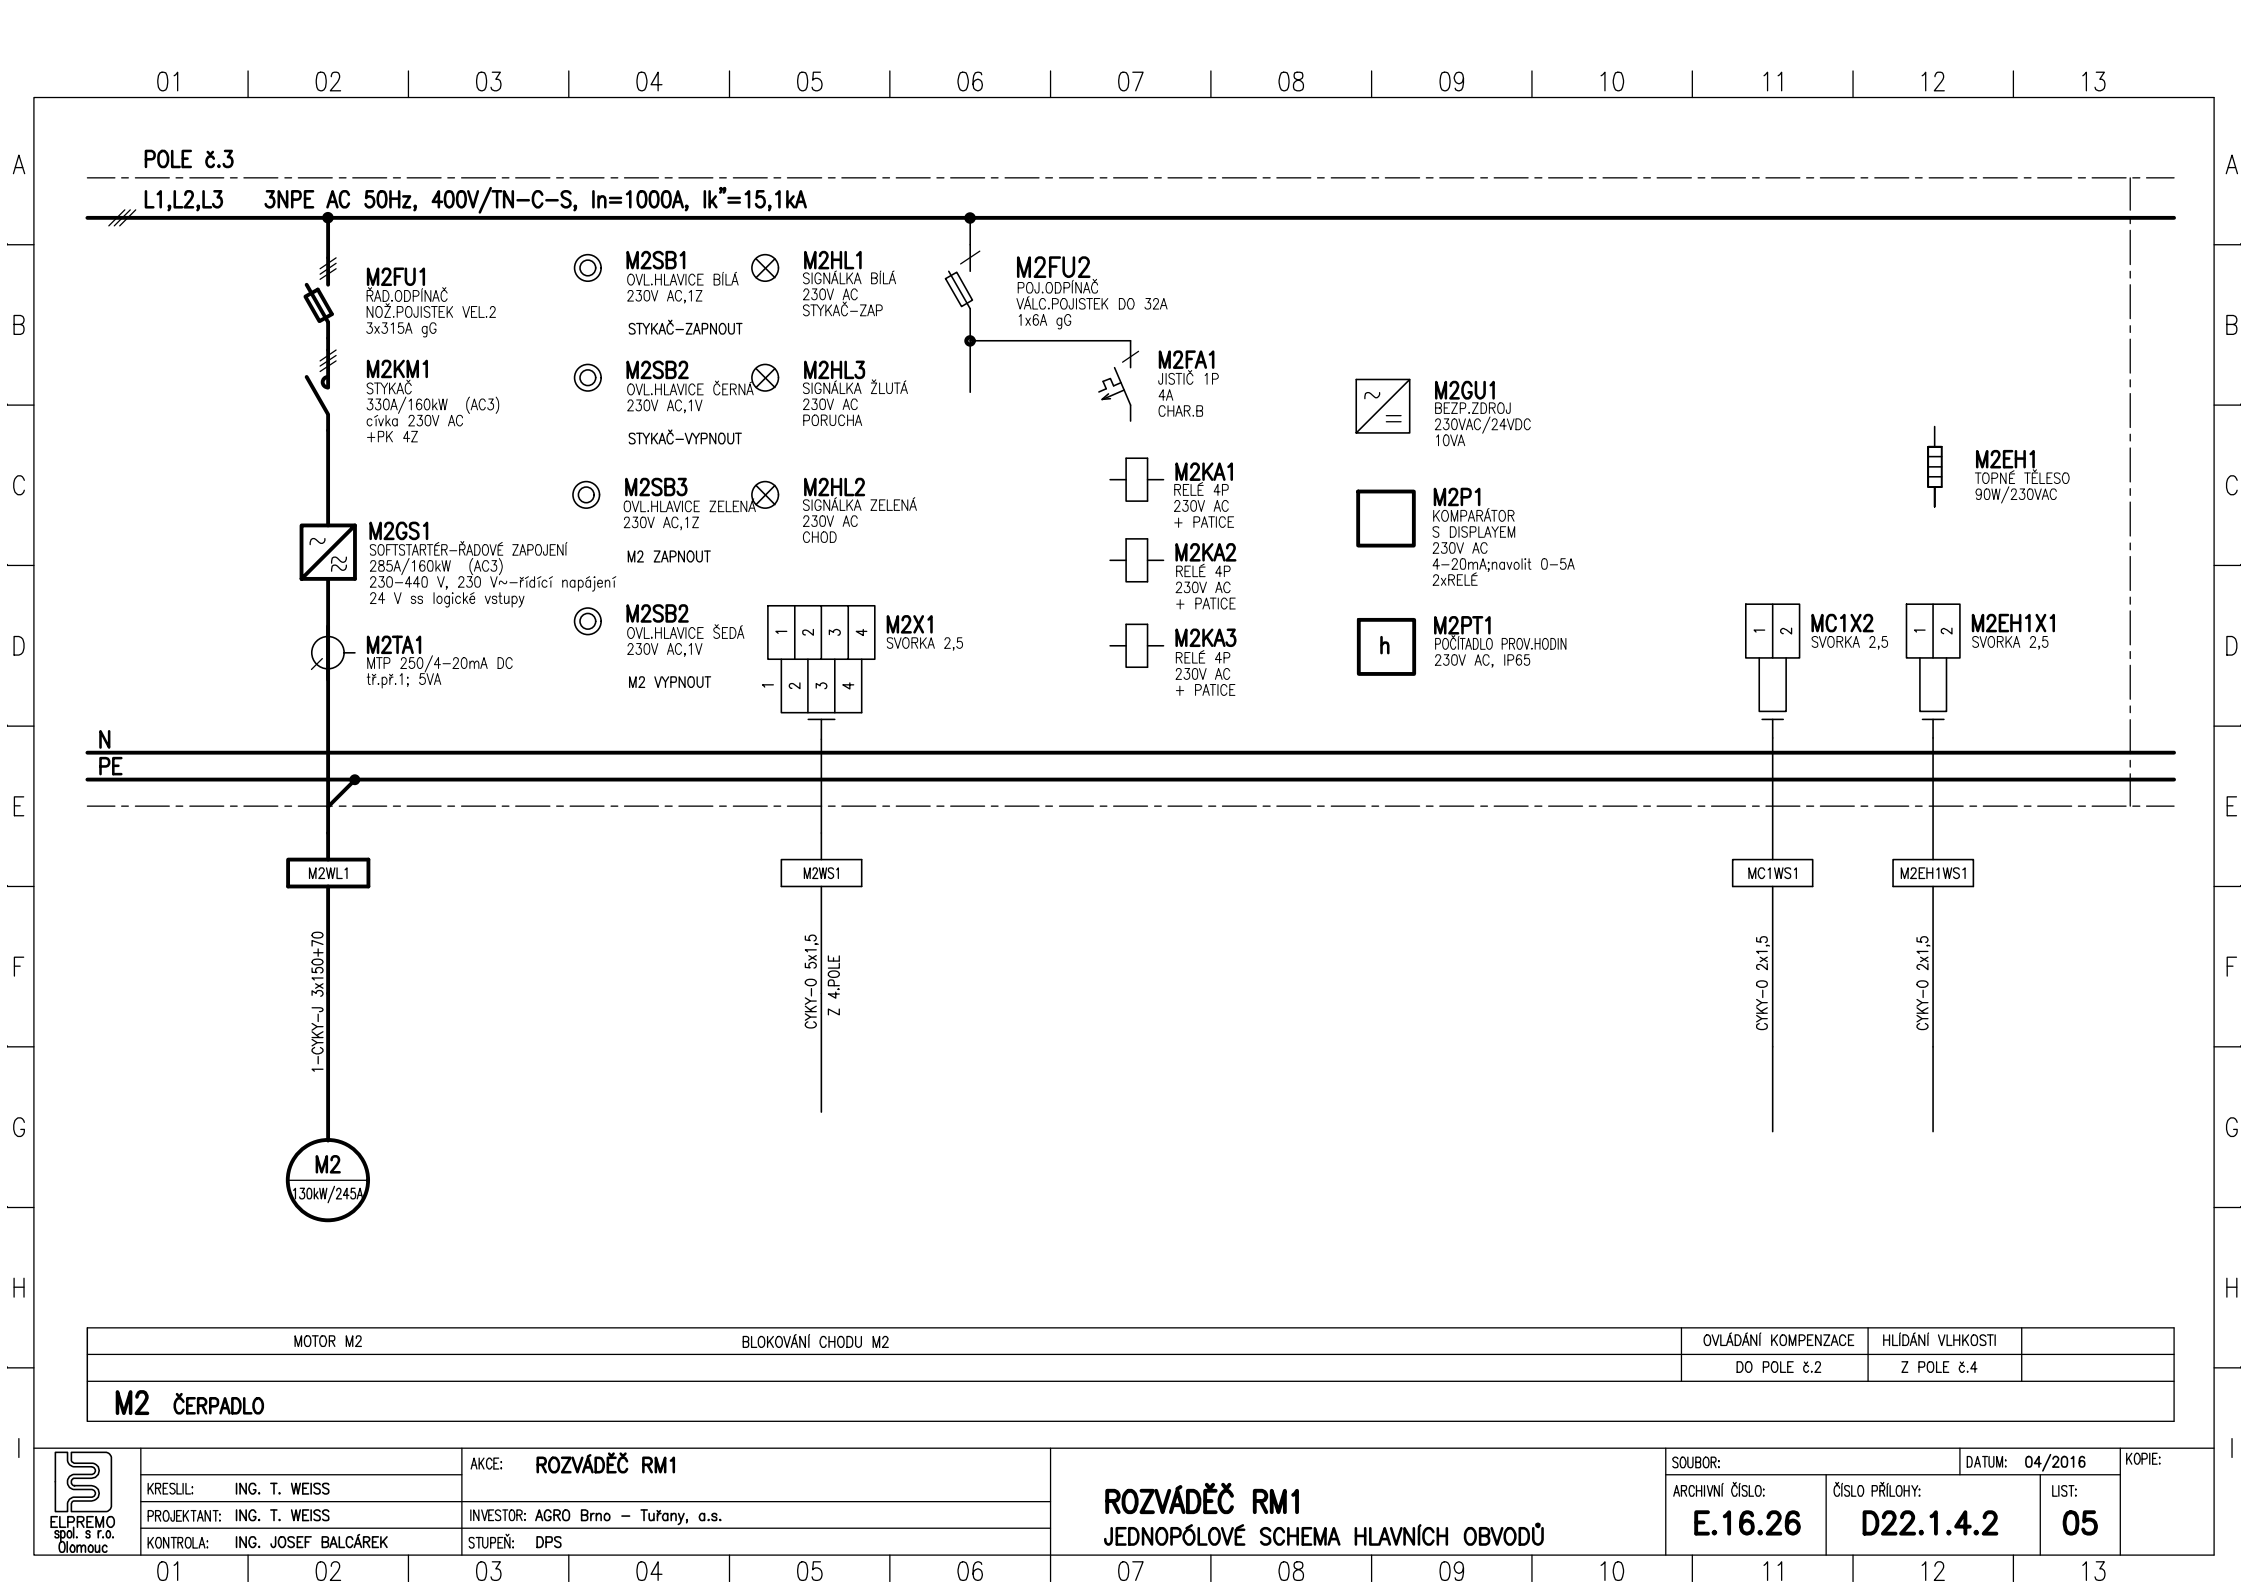 01 02 03 04 05 06 07 08 09 10 11 12 13
A A
B B
C C
D D
E E
F F
G G
H H
I I
POLE č.3
L1,L2,L3 3NPE AC 50Hz, 400V/TN-C-S, In=1000A, Ik"=15,1kA
M2FU1
ŘAD.ODPÍNAČ
NOŽ.POJISTEK VEL.2
3x315A gG
M2KM1
STYKAČ
330A/160kW (AC3)
cívka 230V AC
+PK 4Z
M2GS1
SOFTSTARTÉR-ŘADOVÉ ZAPOJENÍ
285A/160kW (AC3)
230-440 V, 230 V~-řídící napájení
24 V ss logické vstupy
M2TA1
MTP 250/4-20mA DC
tř.př.1; 5VA
M2SB1
OVL.HLAVICE BÍLÁ
230V AC,1Z
STYKAČ-ZAPNOUT
M2SB2
OVL.HLAVICE ČERNÁ
230V AC,1V
STYKAČ-VYPNOUT
M2SB3
OVL.HLAVICE ZELENÁ
230V AC,1Z
M2 ZAPNOUT
M2SB2
OVL.HLAVICE ŠEDÁ
230V AC,1V
M2 VYPNOUT
M2HL1
SIGNÁLKA BÍLÁ
230V AC
STYKAČ-ZAP
M2HL3
SIGNÁLKA ŽLUTÁ
230V AC
PORUCHA
M2HL2
SIGNÁLKA ZELENÁ
230V AC
CHOD
1 2 3 4
M2X1
SVORKA 2,5
1 2 3 4
M2FU2
POJ.ODPÍNAČ
VÁLC.POJISTEK DO 32A
1x6A gG
M2FA1
JISTIČ 1P
4A
CHAR.B
M2KA1
RELÉ 4P
230V AC
+ PATICE
M2KA2
RELÉ 4P
230V AC
+ PATICE
M2KA3
RELÉ 4P
230V AC
+ PATICE
M2GU1
BEZP.ZDROJ
230VAC/24VDC
10VA
M2P1
KOMPARÁTOR
S DISPLAYEM
230V AC
4-20mA;navolit 0-5A
2xRELÉ
h
M2PT1
POČÍTADLO PROV.HODIN
230V AC, IP65
M2EH1
TOPNÉ TĚLESO
90W/230VAC
1 2
MC1X2
SVORKA 2,5
1 2
M2EH1X1
SVORKA 2,5
N
PE
M2WL1
M2WS1
MC1WS1
M2EH1WS1
1-CYKY-J 3x150+70
CYKY-O 5x1,5
Z 4.POLE
CYKY-O 2x1,5
CYKY-O 2x1,5
M2
130kW/245A
MOTOR M2
BLOKOVÁNÍ CHODU M2
OVLÁDÁNÍ KOMPENZACE
HLÍDÁNÍ VLHKOSTI
DO POLE č.2
Z POLE č.4
M2 ČERPADLO
ELPREMO
spol. s r.o.
Olomouc
KRESLIL: ING. T. WEISS
PROJEKTANT: ING. T. WEISS
KONTROLA: ING. JOSEF BALCÁREK
AKCE: ROZVÁDĚČ RM1
INVESTOR: AGRO Brno - Tuřany, a.s.
STUPEŇ: DPS
ROZVÁDĚČ RM1
JEDNOPÓLOVÉ SCHEMA HLAVNÍCH OBVODŮ
SOUBOR:
DATUM: 04/2016
KOPIE:
ARCHIVNÍ ČÍSLO:
E.16.26
ČÍSLO PŘÍLOHY:
D22.1.4.2
LIST:
05
01 02 03 04 05 06 07 08 09 10 11 12 13